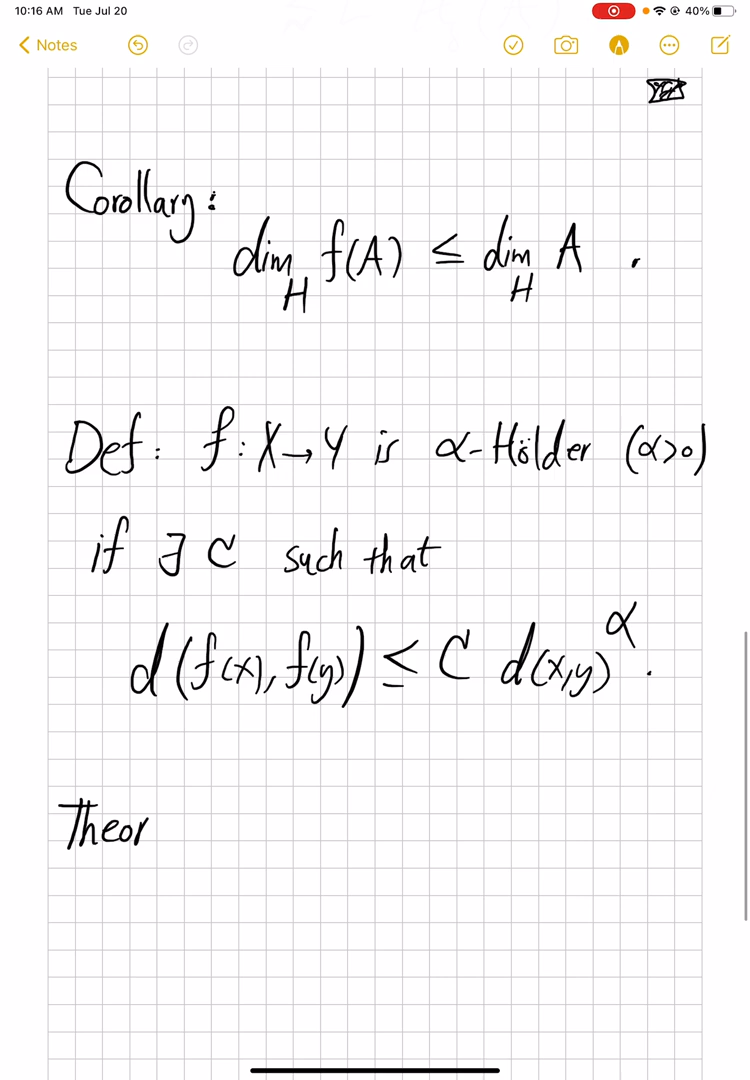 10:16 AM Tue Jul 20
40%
Notes
Corollary:
dim_H f(A) ≤ dim_H A .
Def: f: X → Y is α-Hölder (α>0)
if ∃ C such that
d(f(x), f(y)) ≤ C d(x,y)^α .
Theor